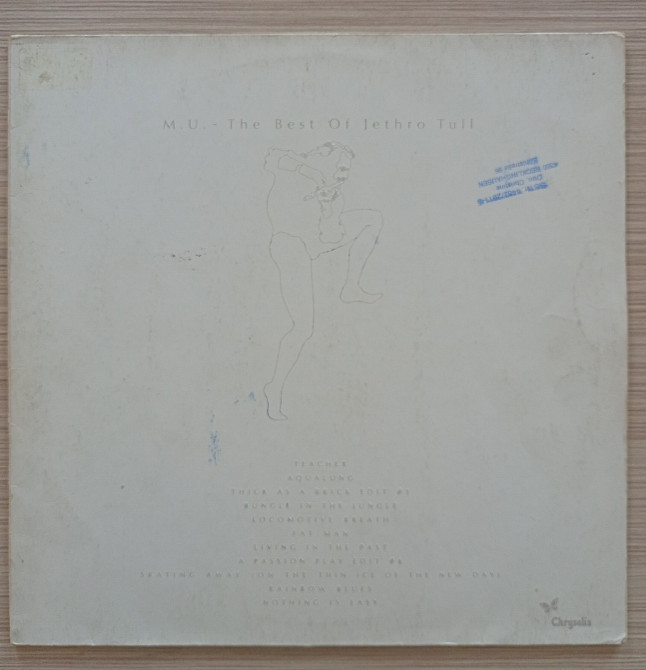 M.U. - The Best Of Jethro Tull
TEACHER
AQUALUNG
THICK AS A BRICK EDIT #1
BUNGLE IN THE JUNGLE
LOCOMOTIVE BREATH
FAT MAN
LIVING IN THE PAST
A PASSION PLAY EDIT #8
SKATING AWAY (ON THE THIN ICE OF THE NEW DAY)
RAINBOW BLUES
NOTHING IS EASY
Chrysalis